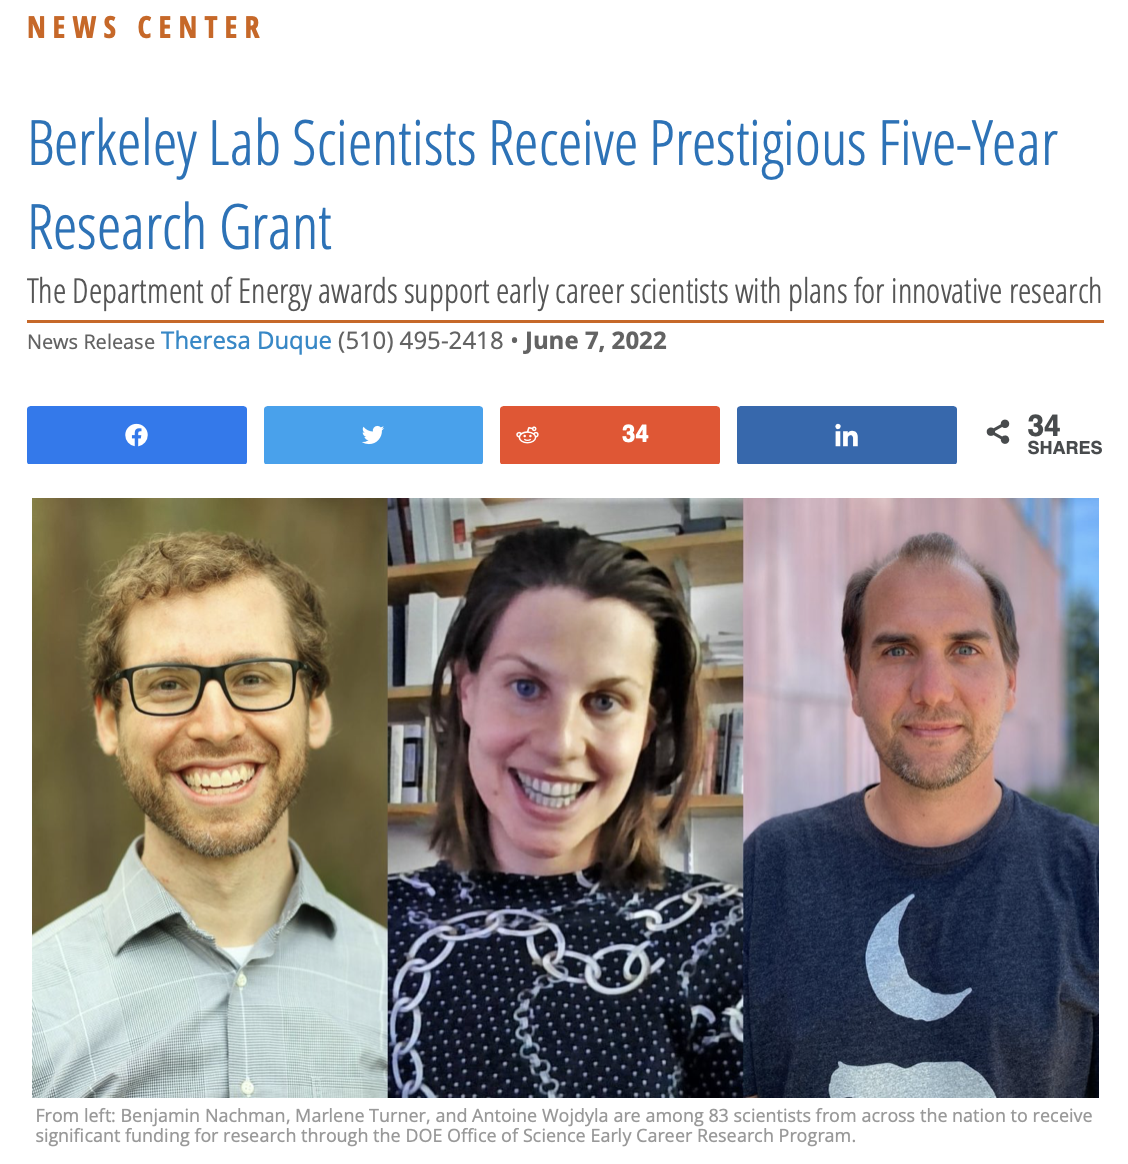 NEWS CENTER
Berkeley Lab Scientists Receive Prestigious Five-Year
Research Grant
The Department of Energy awards support early career scientists with plans for innovative research
News Release Theresa Duque (510) 495-2418 • June 7, 2022
34
34
SHARES
From left: Benjamin Nachman, Marlene Turner, and Antoine Wojdyla are among 83 scientists from across the nation to receive
significant funding for research through the DOE Office of Science Early Career Research Program.